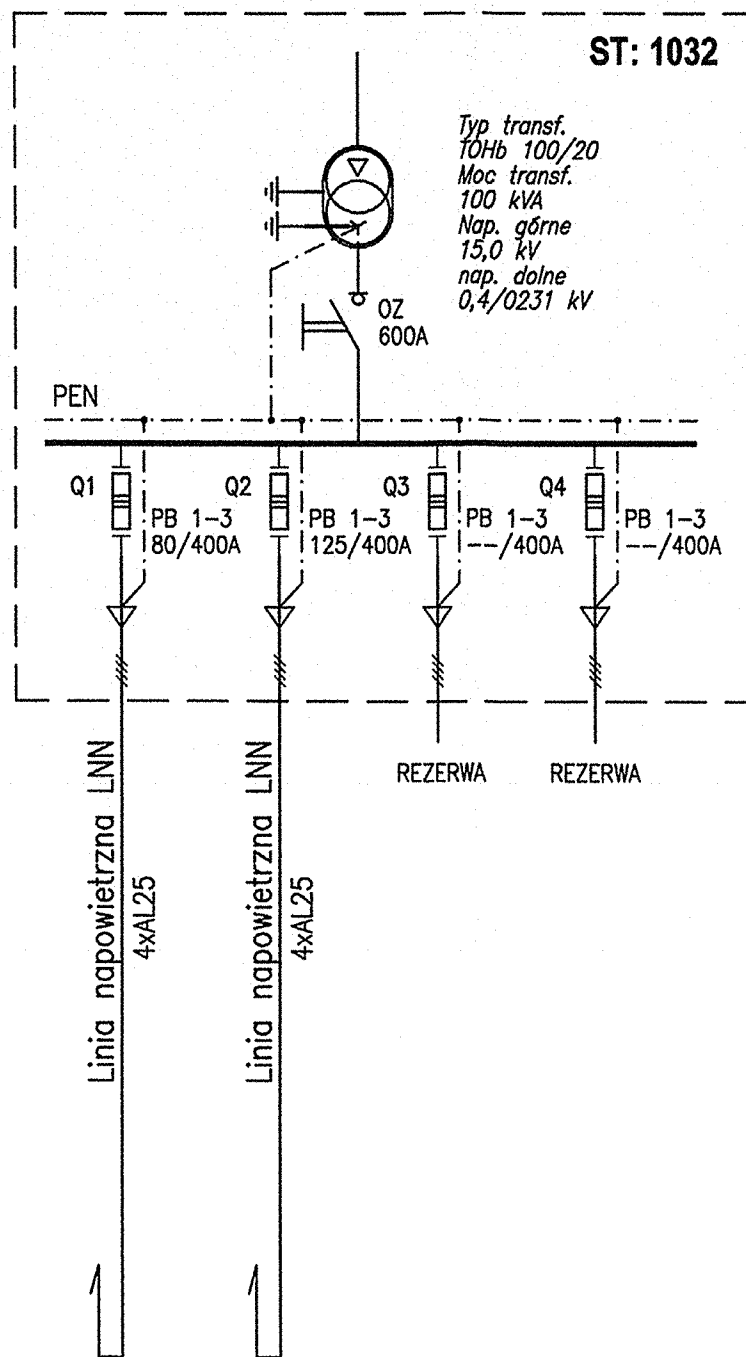 ST: 1032
Typ transf.
TOHb 100/20
Moc transf.
100 kVA
Nap. górne
15,0 kV
nap. dolne
0,4/0231 kV
OZ
600A
PEN
Q1
PB 1-3
80/400A
Q2
PB 1-3
125/400A
Q3
PB 1-3
--/400A
Q4
PB 1-3
--/400A
REZERWA
REZERWA
Linia napowietrzna LNN
4xAL25
Linia napowietrzna LNN
4xAL25